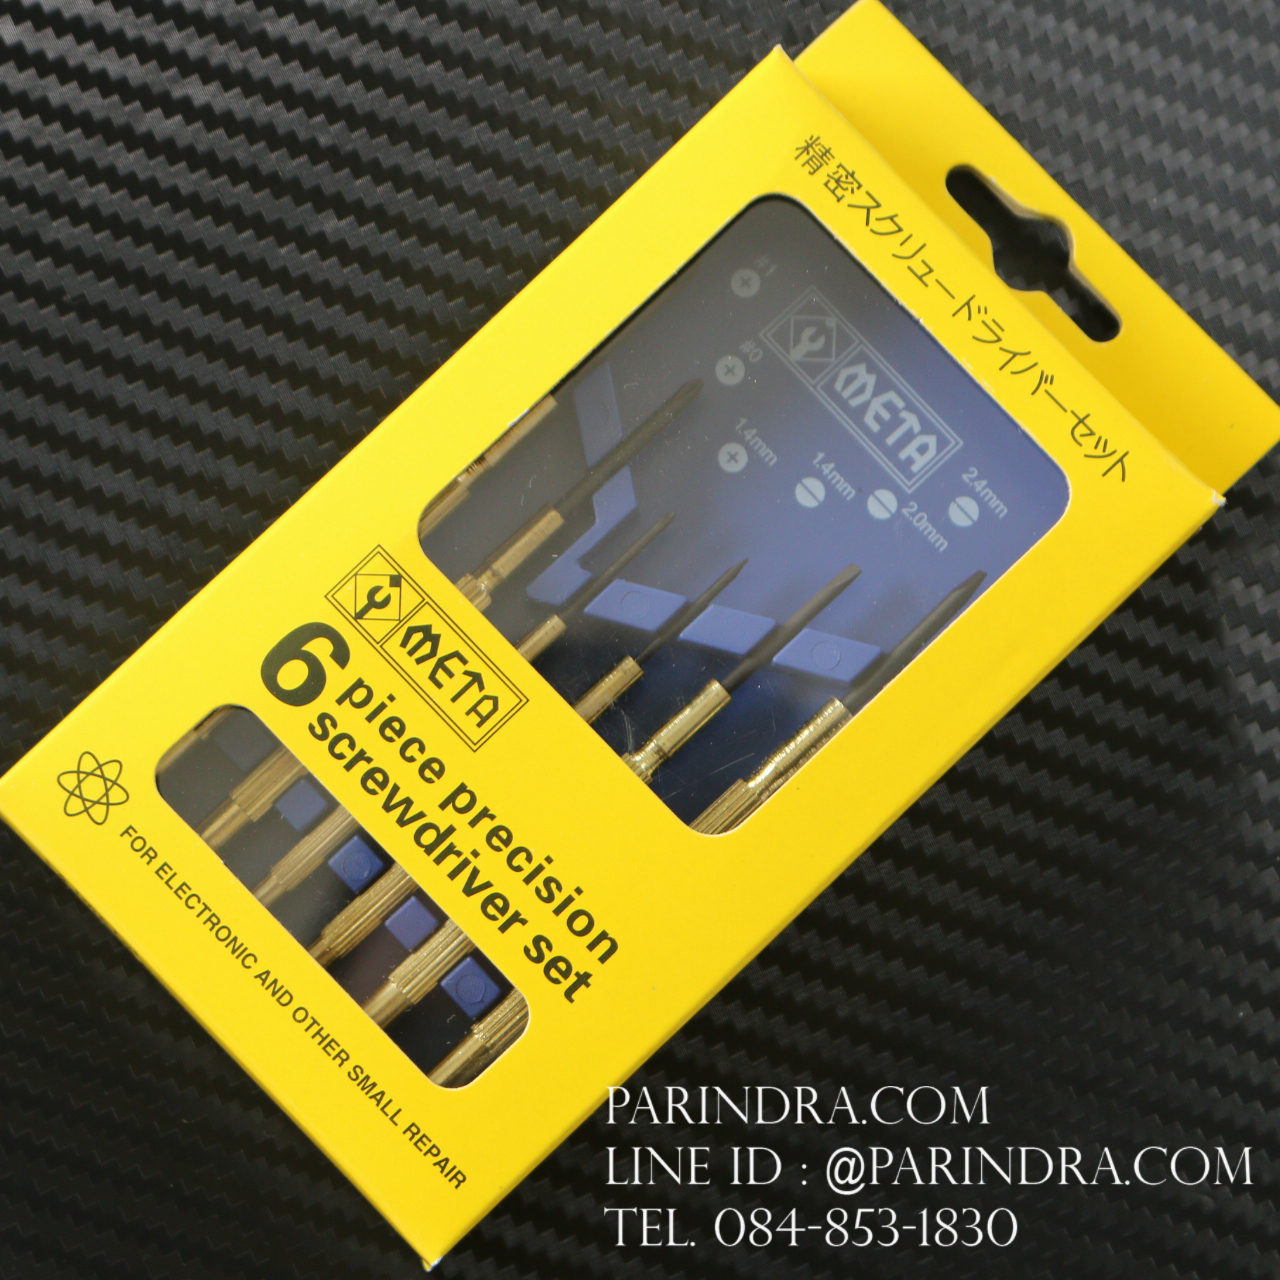 精密スクリュードライバーセット
#1
#0
1.4mm
1.4mm
2.0mm
2.4mm
META
META
6 piece precision
screwdriver set
FOR ELECTRONIC AND OTHER SMALL REPAIR
PARINDRA.COM
LINE ID : @PARINDRA.COM
TEL. 084-853-1830